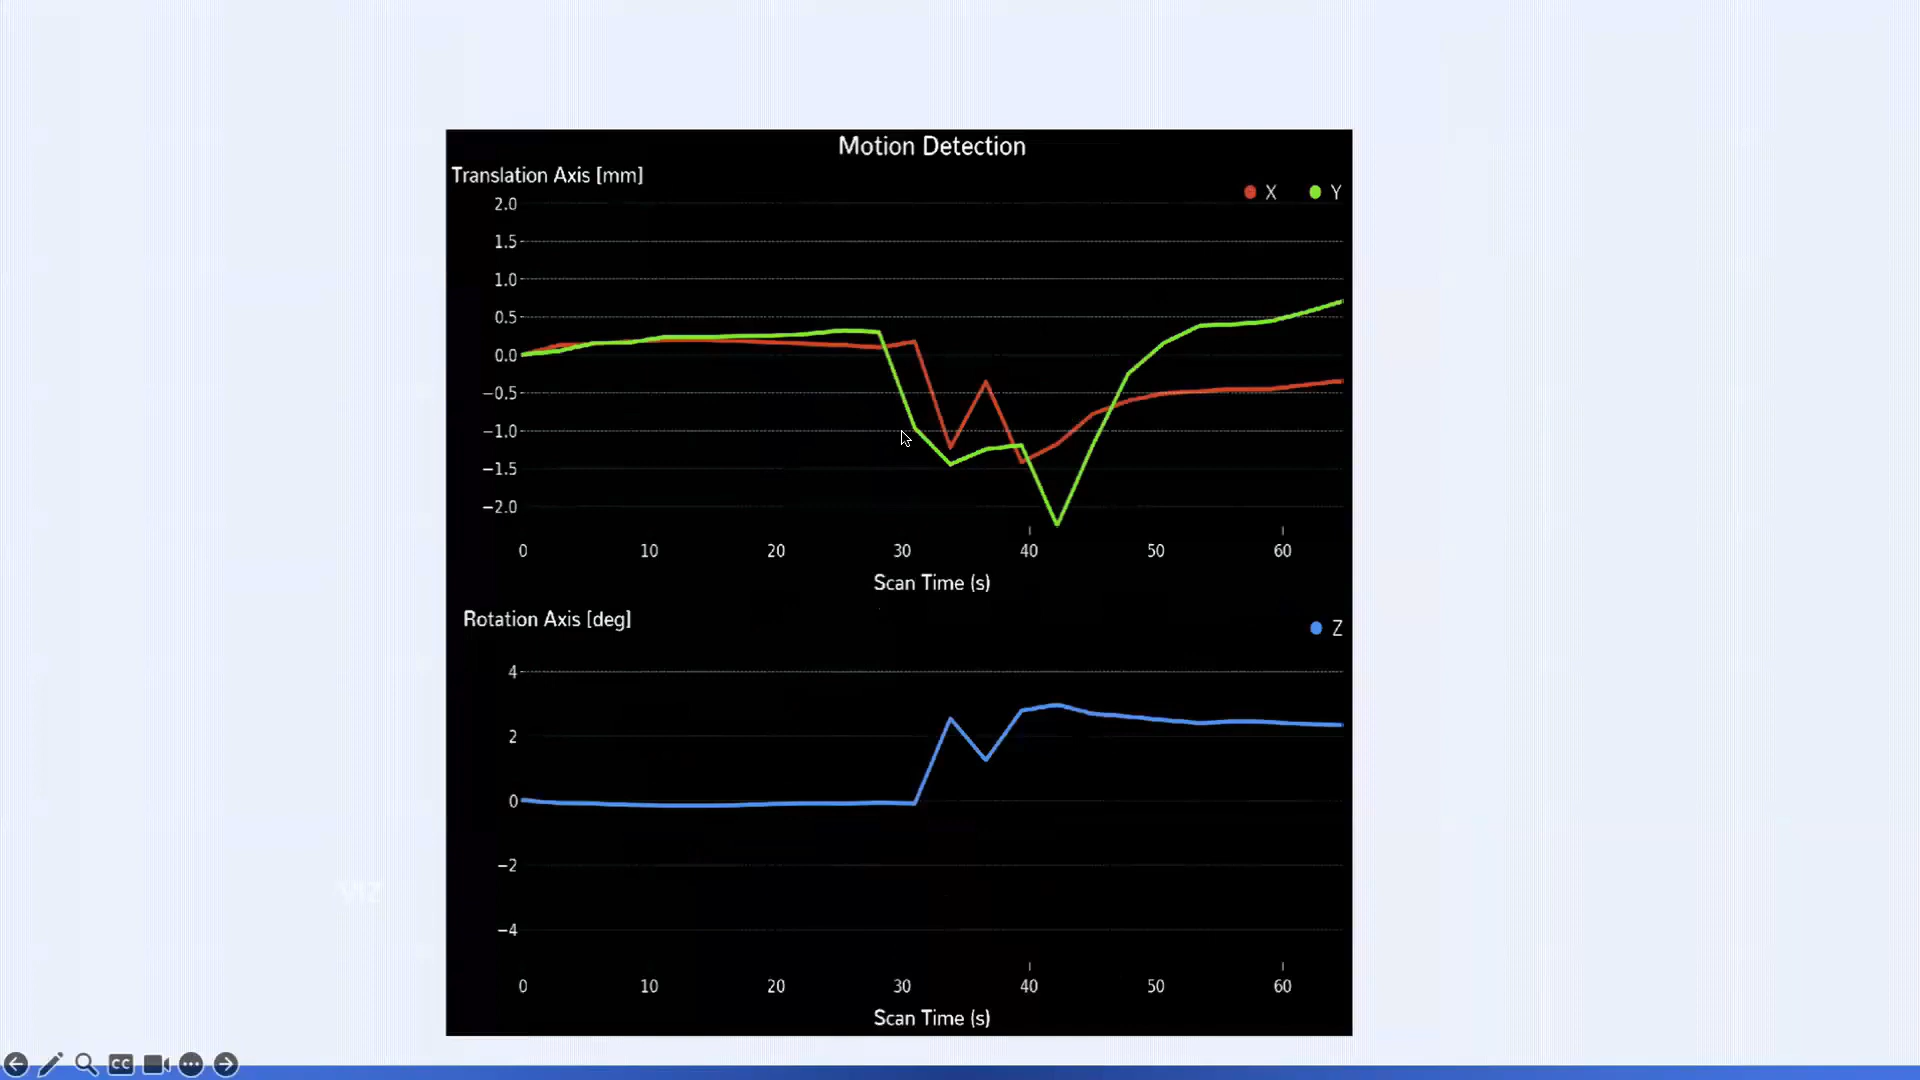 Motion Detection
Translation Axis [mm]
X Y
2.0
1.5
1.0
0.5
0.0
−0.5
−1.0
−1.5
−2.0
0 10 20 30 40 50 60
Scan Time (s)
Rotation Axis [deg]
Z
4
2
0
−2
−4
0 10 20 30 40 50 60
Scan Time (s)
CC